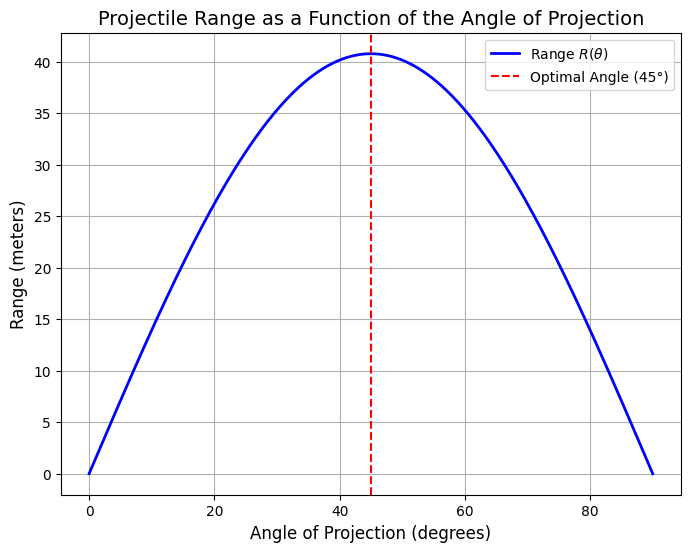 Projectile Range as a Function of the Angle of Projection
Range R(θ)
Optimal Angle (45°)
Range (meters)
40
35
30
25
20
15
10
5
0
0 20 40 60 80
Angle of Projection (degrees)